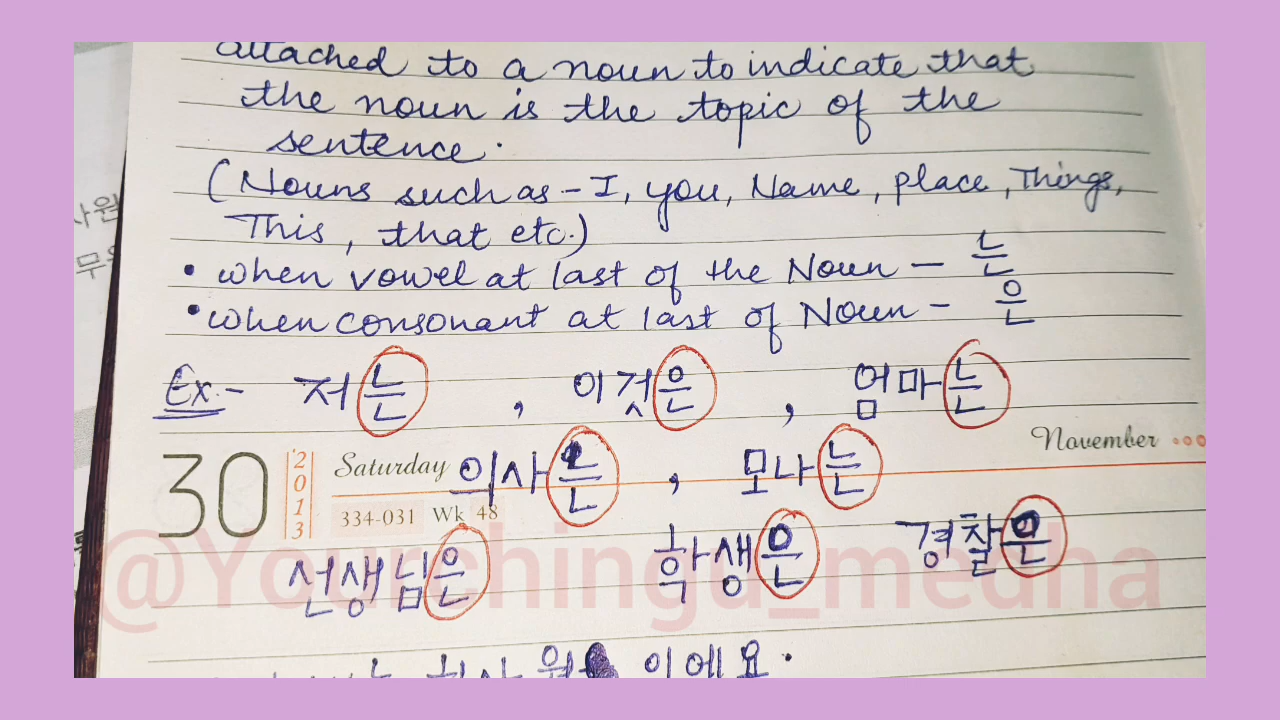 attached to a noun to indicate that
the noun is the topic of the
sentence.
(Nouns such as - I, you, Name, place, Things,
This, that etc.)
• when vowel at last of the Noun - 는
• when consonant at last of Noun - 은
Ex.- 저는, 이것은, 엄마는
November
30 2013 Saturday 의사는, 모나는
334-031 Wk 48
선생님은 학생은 경찰은
@Yourchingu_medha
이에요.